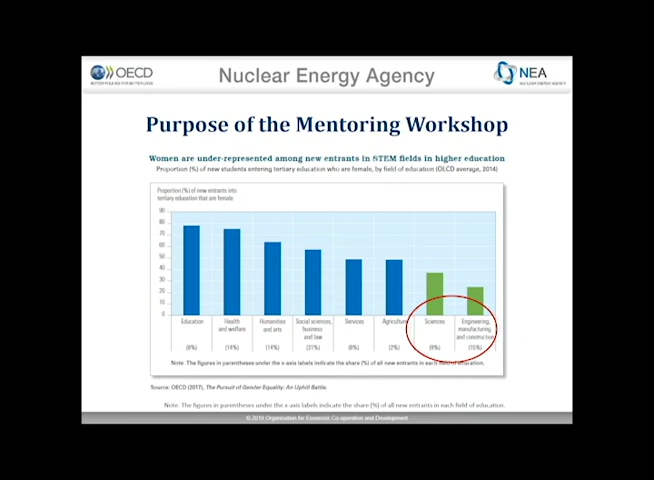 OECD
BETTER POLICIES FOR BETTER LIVES
Nuclear Energy Agency
NEA
NUCLEAR ENERGY AGENCY
Purpose of the Mentoring Workshop
Women are under-represented among new entrants in STEM fields in higher education
Proportion (%) of new students entering tertiary education who are female, by field of education (OECD average, 2014)
Proportion (%) of new entrants into
tertiary education that are female
90
80
70
60
50
40
30
20
10
0
Education
Health
and welfare
Humanities
and arts
Social sciences,
business
and law
Services
Agriculture
Sciences
Engineering,
manufacturing
and construction
(8%) (14%) (14%) (31%) (8%) (2%) (9%) (15%)
Note: The figures in parentheses under the x-axis labels indicate the share (%) of all new entrants in each field of education.
Source: OECD (2017), The Pursuit of Gender Equality: An Uphill Battle.
Note: The figures in parentheses under the x-axis labels indicate the share (%) of all new entrants in each field of education.
© 2019 Organisation for Economic Co-operation and Development